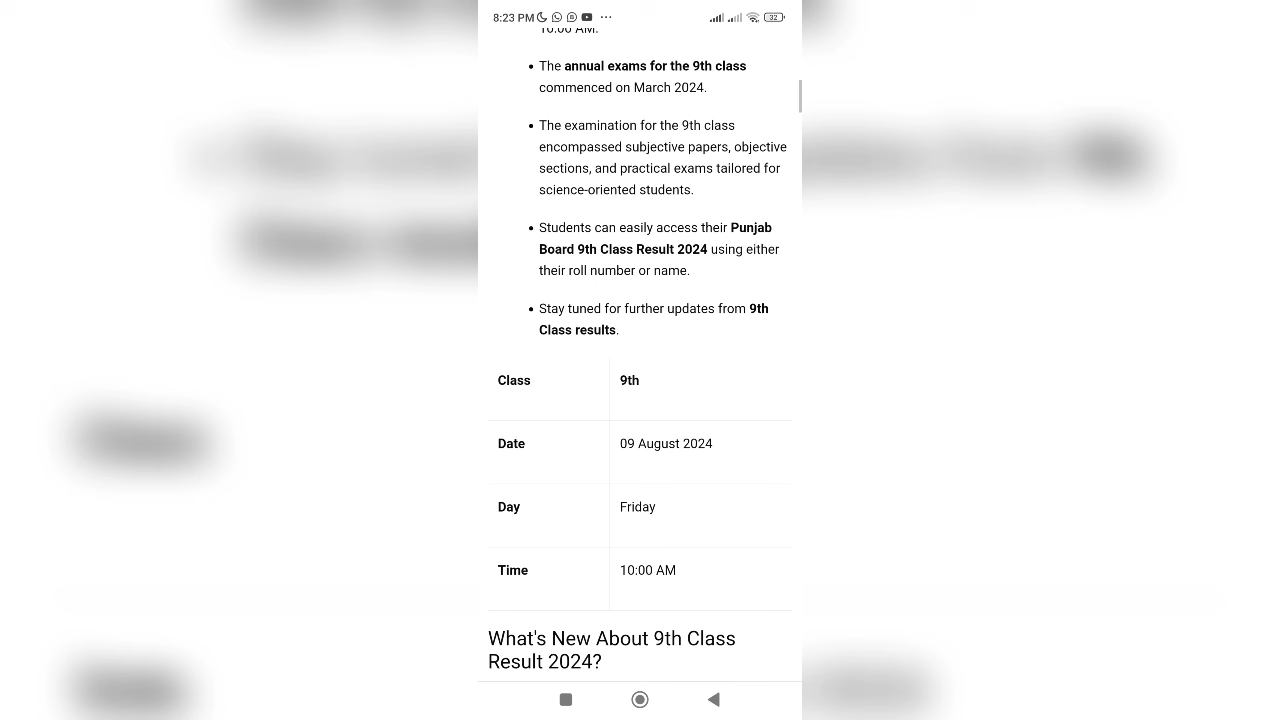 8:23 PM
32
10:00 AM.
The annual exams for the 9th class
commenced on March 2024.
The examination for the 9th class
encompassed subjective papers, objective
sections, and practical exams tailored for
science-oriented students.
Students can easily access their Punjab
Board 9th Class Result 2024 using either
their roll number or name.
Stay tuned for further updates from 9th
Class results.
Class 9th
Date 09 August 2024
Day Friday
Time 10:00 AM
What's New About 9th Class
Result 2024?